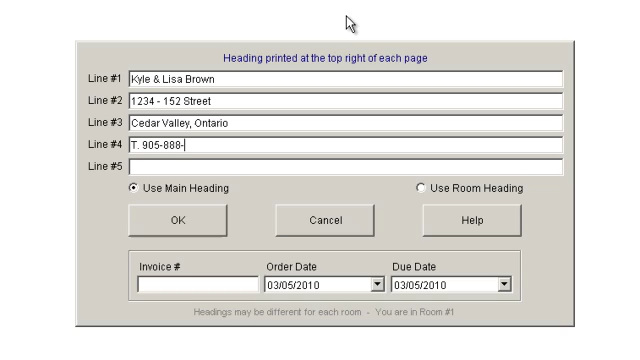 Heading printed at the top right of each page
Line #1 Kyle & Lisa Brown
Line #2 1234 - 152 Street
Line #3 Cedar Valley, Ontario
Line #4 T. 905-888-
Line #5
Use Main Heading Use Room Heading
OK Cancel Help
Invoice # Order Date Due Date
03/05/2010 03/05/2010
Headings may be different for each room - You are in Room #1